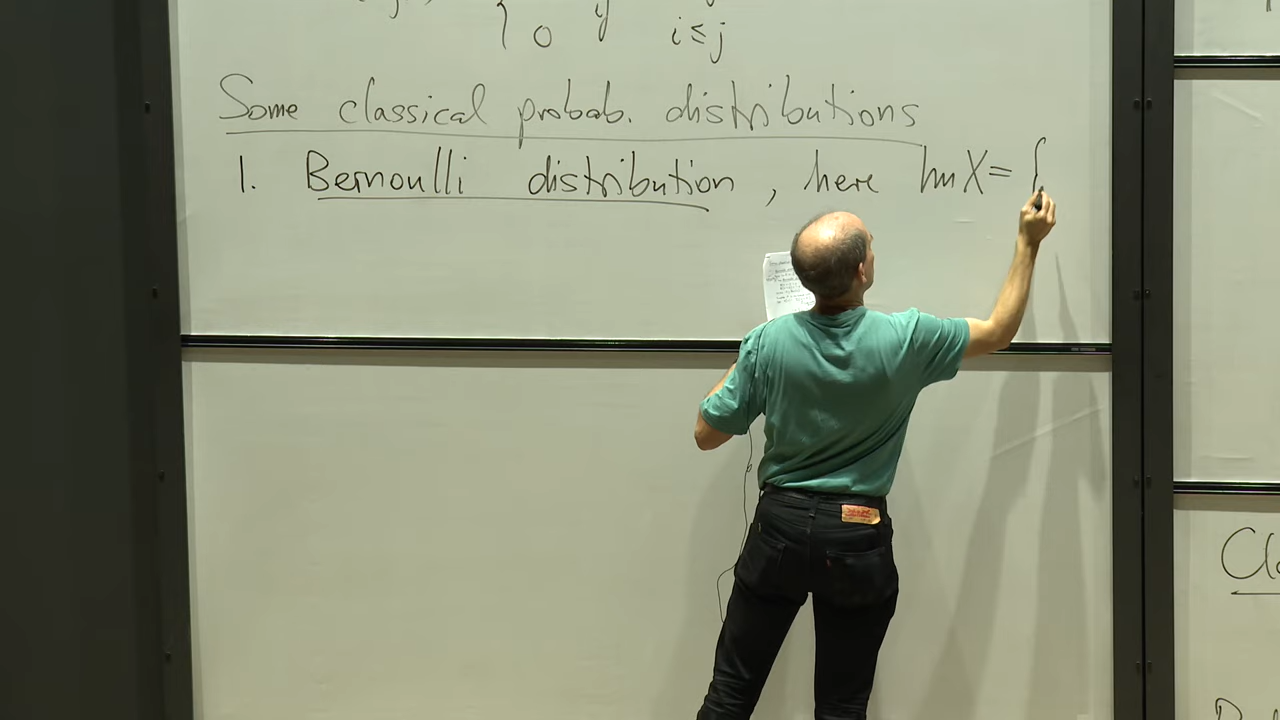 { 0 if i ≤ j
Some classical probab. distributions
1. Bernoulli distribution, here Im X = {